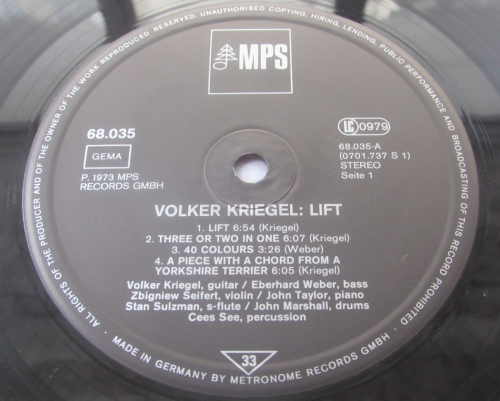 ALL RIGHTS OF THE PRODUCER AND OF THE OWNER OF THE WORK REPRODUCED RESERVED. UNAUTHORISED COPYING, HIRING, LENDING, PUBLIC PERFORMANCE AND BROADCASTING OF THIS RECORD PROHIBITED ·
MPS
68.035
GEMA
P. 1973 MPS
RECORDS GMBH
LC 0979
68.035-A
(0701.737 S 1)
STEREO
Seite 1
VOLKER KRIEGEL: LIFT
1. LIFT 6:54 (Kriegel)
2. THREE OR TWO IN ONE 6:07 (Kriegel)
3. 40 COLOURS 3:26 (Weber)
4. A PIECE WITH A CHORD FROM A
YORKSHIRE TERRIER 6:05 (Kriegel)
Volker Kriegel, guitar / Eberhard Weber, bass
Zbigniew Seifert, violin / John Taylor, piano
Stan Sulzman, s-flute / John Marshall, drums
Cees See, percussion
33
MADE IN GERMANY BY METRONOME RECORDS GMBH ·